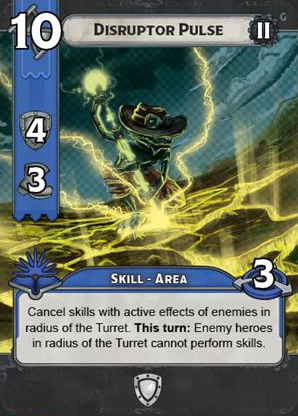 10
DISRUPTOR PULSE
II
G
4
3
SKILL - AREA
3
Cancel skills with active effects of enemies in
radius of the Turret. This turn: Enemy heroes
in radius of the Turret cannot perform skills.